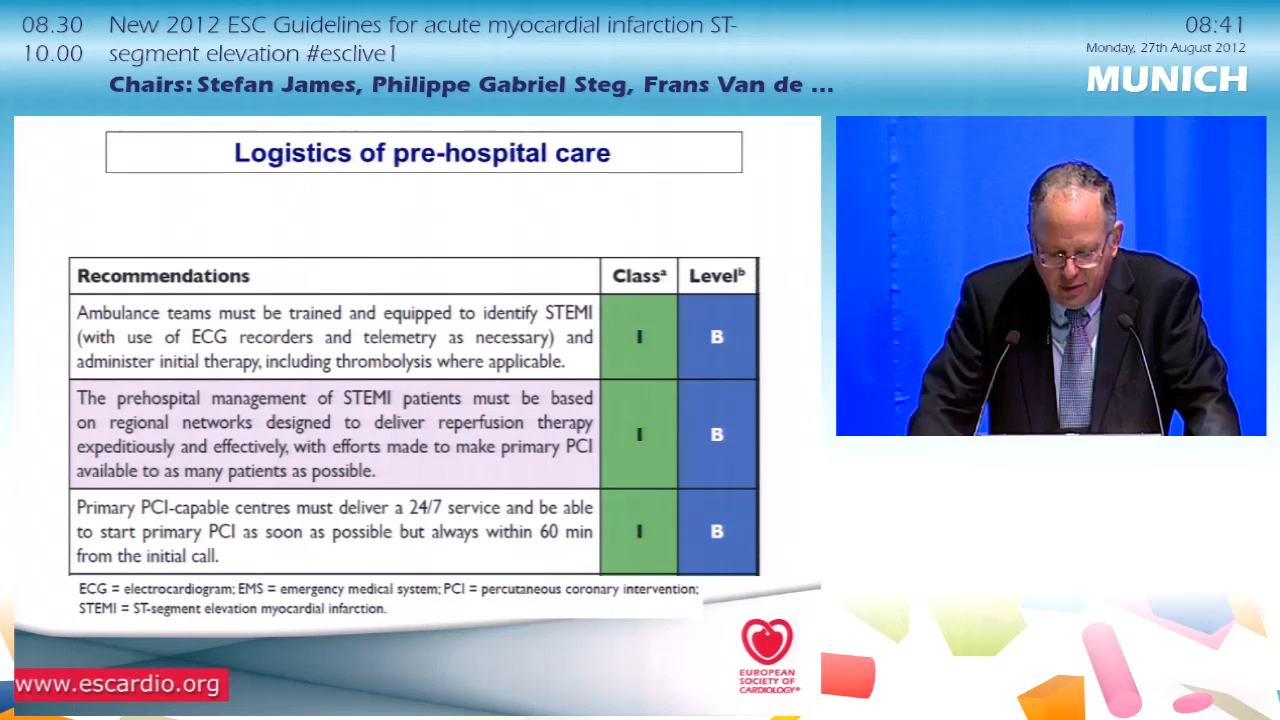 08.30
10.00
New 2012 ESC Guidelines for acute myocardial infarction ST-
segment elevation #esclive1
Chairs: Stefan James, Philippe Gabriel Steg, Frans Van de ...
08:41
Monday, 27th August 2012
MUNICH
Logistics of pre-hospital care
Recommendations Classᵃ Levelᵇ
Ambulance teams must be trained and equipped to identify STEMI
(with use of ECG recorders and telemetry as necessary) and
administer initial therapy, including thrombolysis where applicable.
I B
The prehospital management of STEMI patients must be based
on regional networks designed to deliver reperfusion therapy
expeditiously and effectively, with efforts made to make primary PCI
available to as many patients as possible.
I B
Primary PCI-capable centres must deliver a 24/7 service and be able
to start primary PCI as soon as possible but always within 60 min
from the initial call.
I B
ECG = electrocardiogram; EMS = emergency medical system; PCI = percutaneous coronary intervention;
STEMI = ST-segment elevation myocardial infarction.
www.escardio.org
EUROPEAN
SOCIETY OF
CARDIOLOGY®